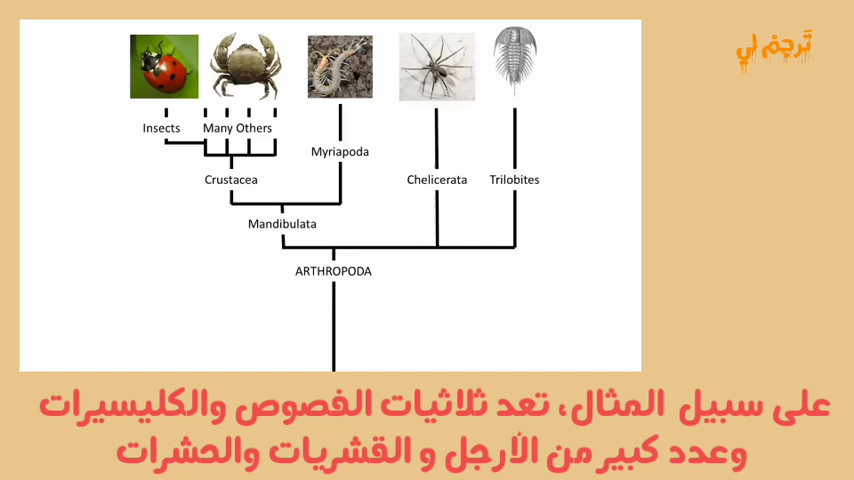 تَرجِم لي
Insects
Many Others
Myriapoda
Crustacea
Chelicerata
Trilobites
Mandibulata
ARTHROPODA
على سبيل المثال، تعد ثلاثيات الفصوص والكليسيرات
وعدد كبير من الأرجل و القشريات والحشرات